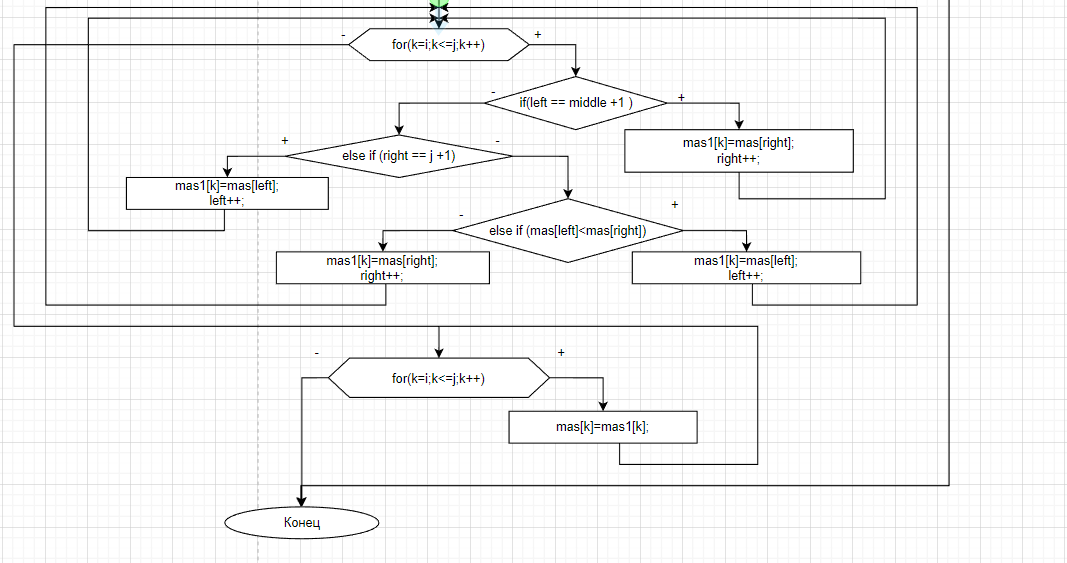 -
for(k=i;k<=j;k++)
+
-
if(left == middle +1 )
+
mas1[k]=mas[right];
right++;
+
else if (right == j +1)
-
mas1[k]=mas[left];
left++;
-
else if (mas[left]<mas[right])
+
mas1[k]=mas[right];
right++;
mas1[k]=mas[left];
left++;
-
for(k=i;k<=j;k++)
+
mas[k]=mas1[k];
Конец